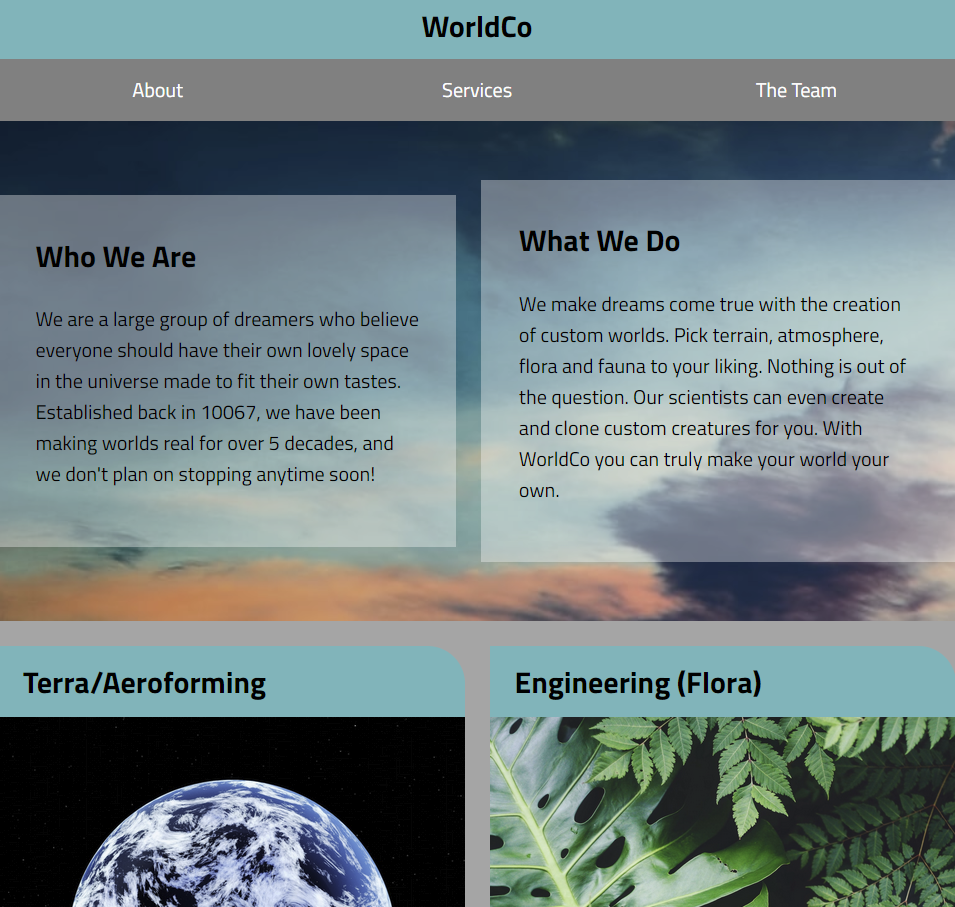 WorldCo
About
Services
The Team
Who We Are
We are a large group of dreamers who believe
everyone should have their own lovely space
in the universe made to fit their own tastes.
Established back in 10067, we have been
making worlds real for over 5 decades, and
we don't plan on stopping anytime soon!
What We Do
We make dreams come true with the creation
of custom worlds. Pick terrain, atmosphere,
flora and fauna to your liking. Nothing is out of
the question. Our scientists can even create
and clone custom creatures for you. With
WorldCo you can truly make your world your
own.
Terra/Aeroforming
Engineering (Flora)